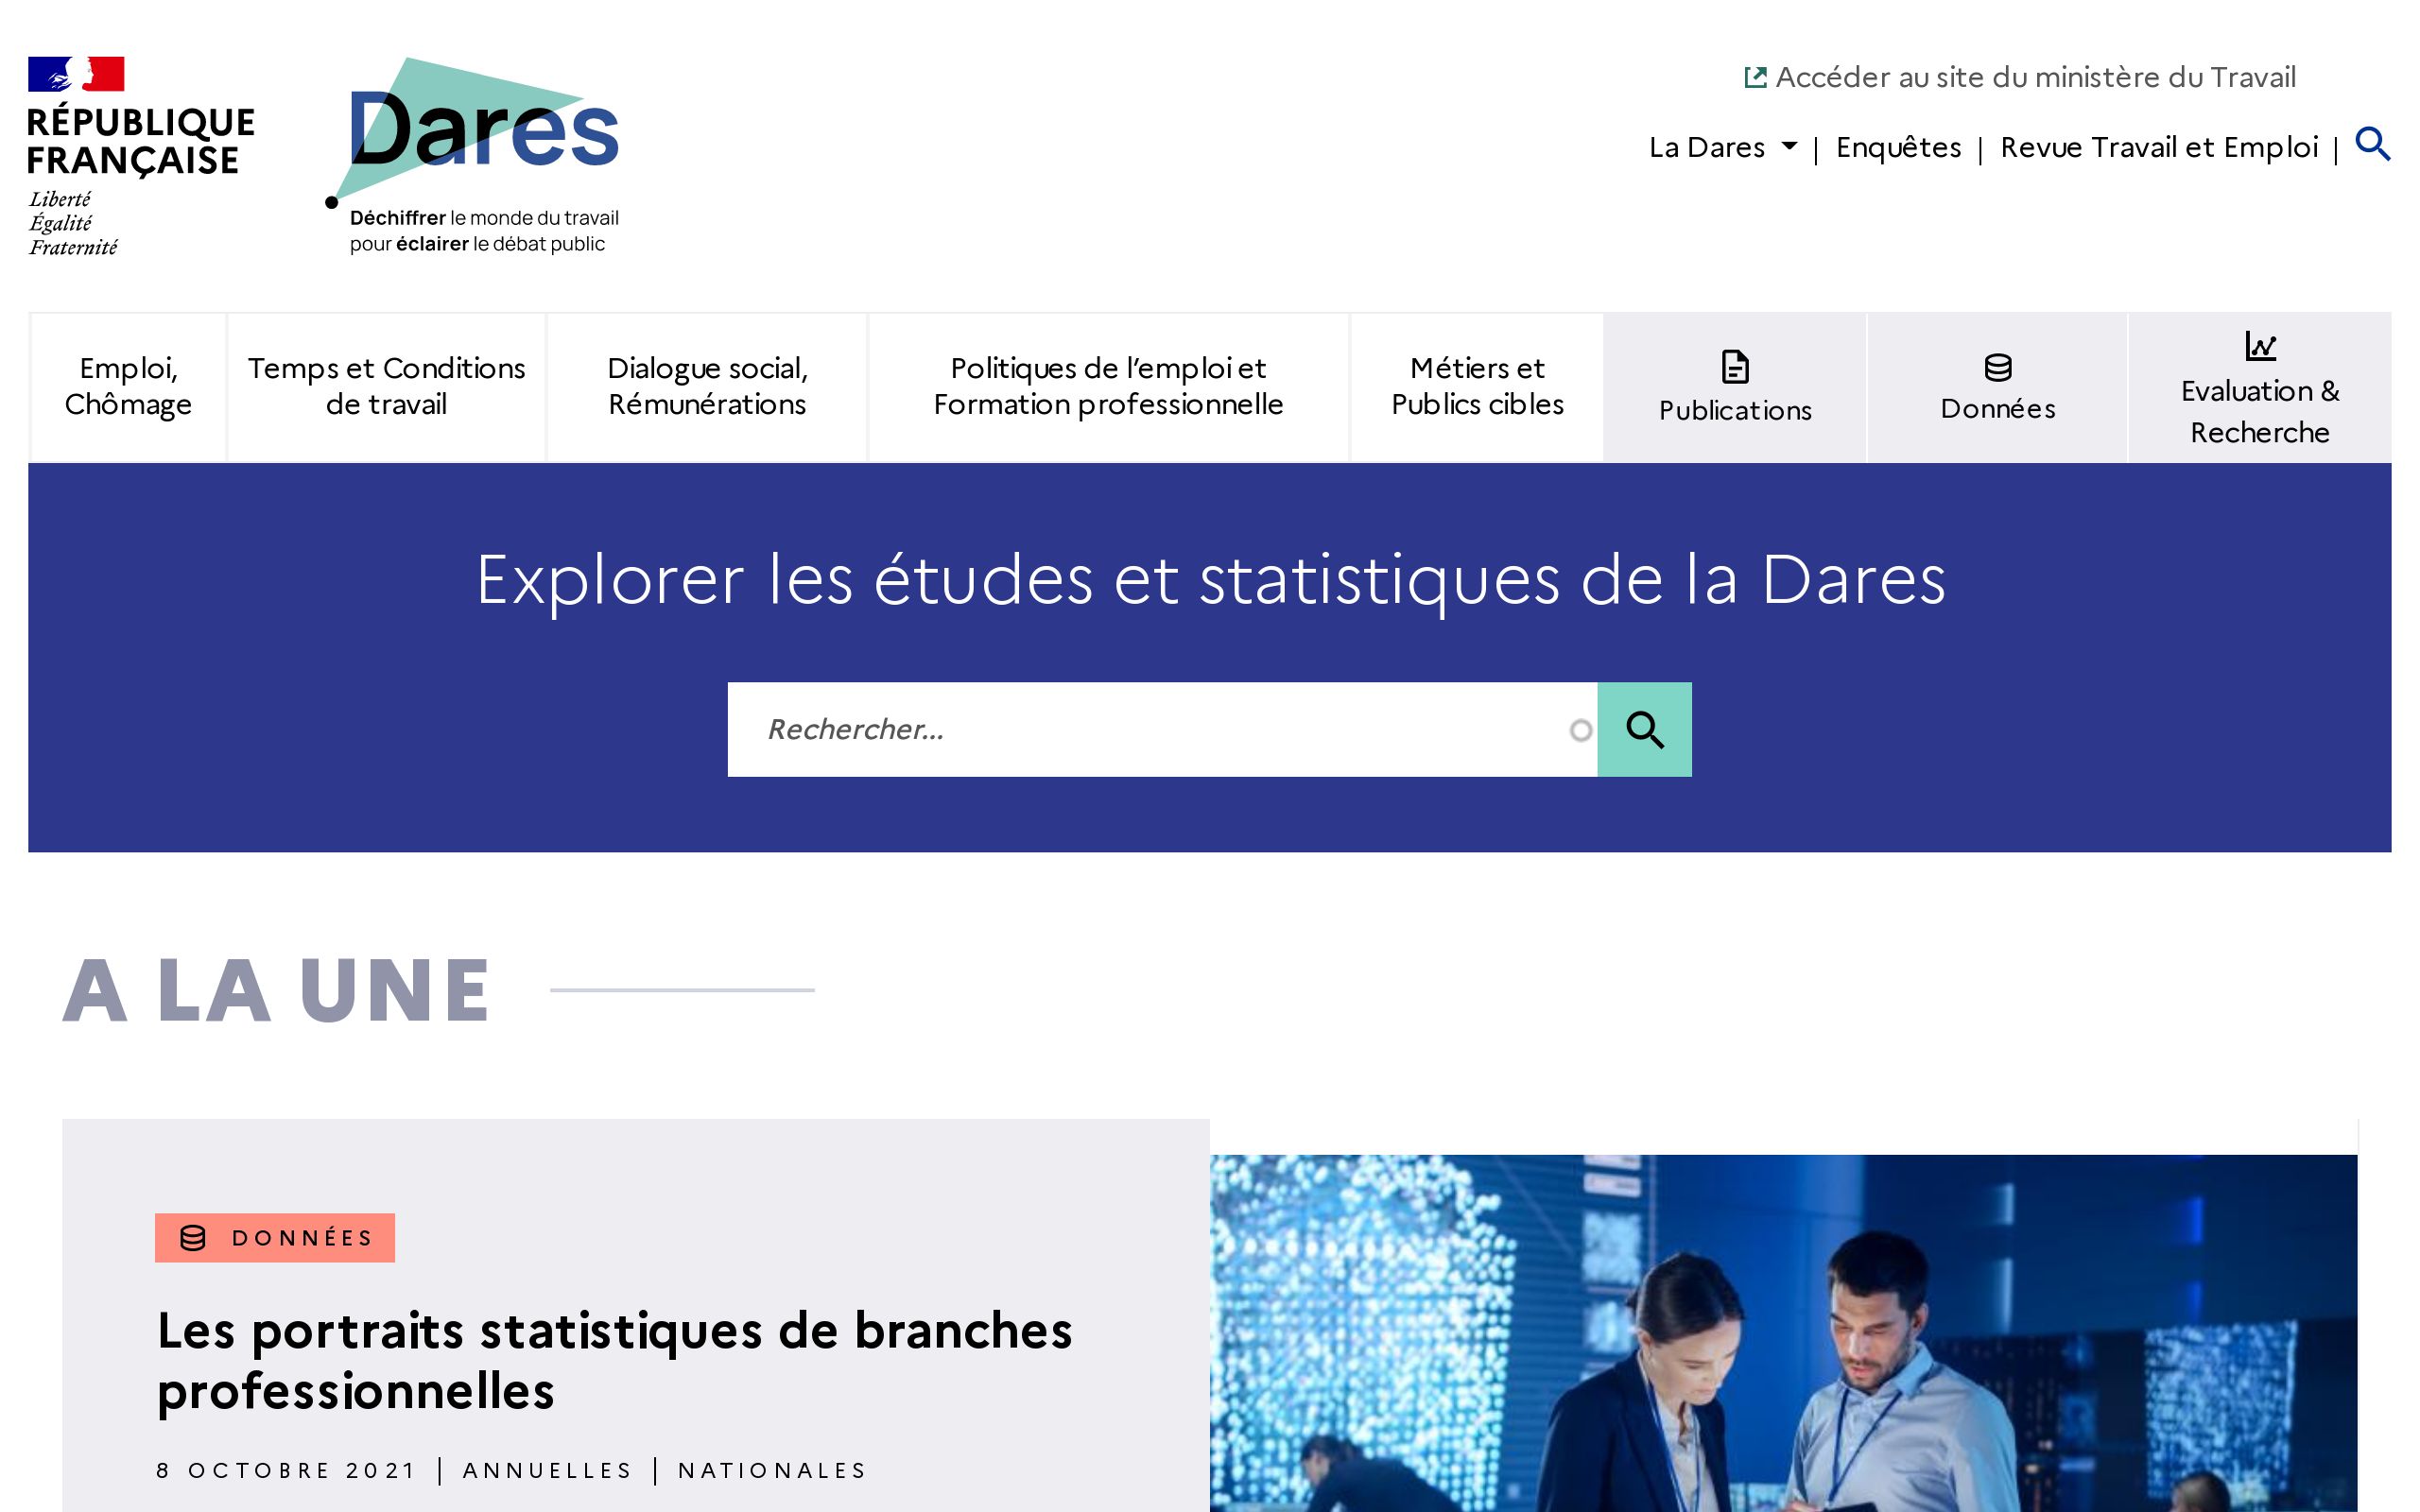 RÉPUBLIQUE
FRANÇAISE
Liberté
Égalité
Fraternité
Dares
Déchiffrer le monde du travail
pour éclairer le débat public
Accéder au site du ministère du Travail
La Dares | Enquêtes | Revue Travail et Emploi |
Emploi,
Chômage
Temps et Conditions
de travail
Dialogue social,
Rémunérations
Politiques de l’emploi et
Formation professionnelle
Métiers et
Publics cibles
Publications
Données
Evaluation &
Recherche
Explorer les études et statistiques de la Dares
Rechercher...
A LA UNE
DONNÉES
Les portraits statistiques de branches
professionnelles
8 OCTOBRE 2021 | ANNUELLES | NATIONALES